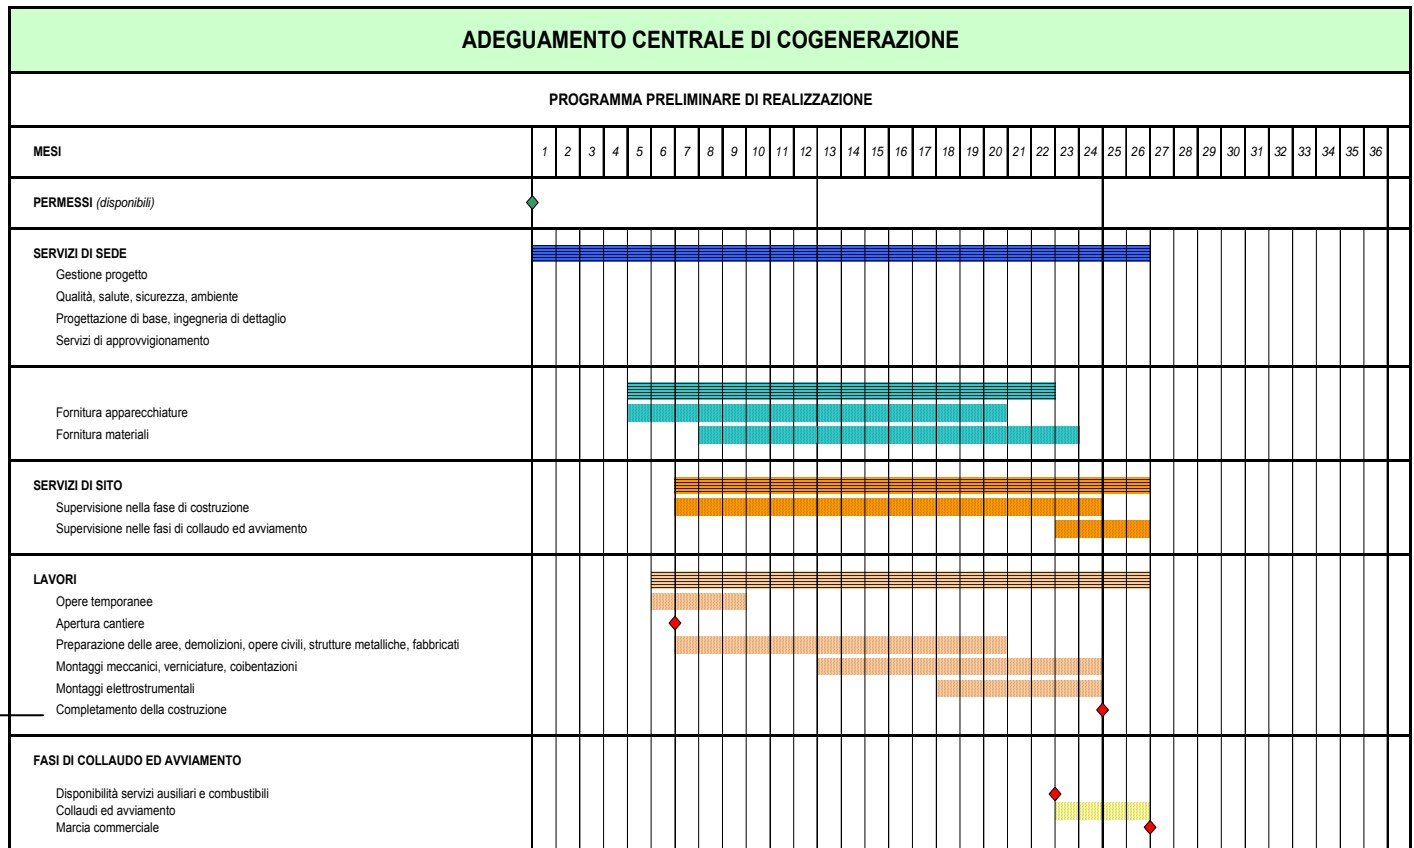 ADEGUAMENTO CENTRALE DI COGENERAZIONE
PROGRAMMA PRELIMINARE DI REALIZZAZIONE
MESI 1 2 3 4 5 6 7 8 9 10 11 12 13 14 15 16 17 18 19 20 21 22 23 24 25 26 27 28 29 30 31 32 33 34 35 36
PERMESSI (disponibili)
SERVIZI DI SEDE
Gestione progetto
Qualità, salute, sicurezza, ambiente
Progettazione di base, ingegneria di dettaglio
Servizi di approvvigionamento
Fornitura apparecchiature
Fornitura materiali
SERVIZI DI SITO
Supervisione nella fase di costruzione
Supervisione nelle fasi di collaudo ed avviamento
LAVORI
Opere temporanee
Apertura cantiere
Preparazione delle aree, demolizioni, opere civili, strutture metalliche, fabbricati
Montaggi meccanici, verniciature, coibentazioni
Montaggi elettrostrumentali
Completamento della costruzione
FASI DI COLLAUDO ED AVVIAMENTO
Disponibilità servizi ausiliari e combustibili
Collaudi ed avviamento
Marcia commerciale